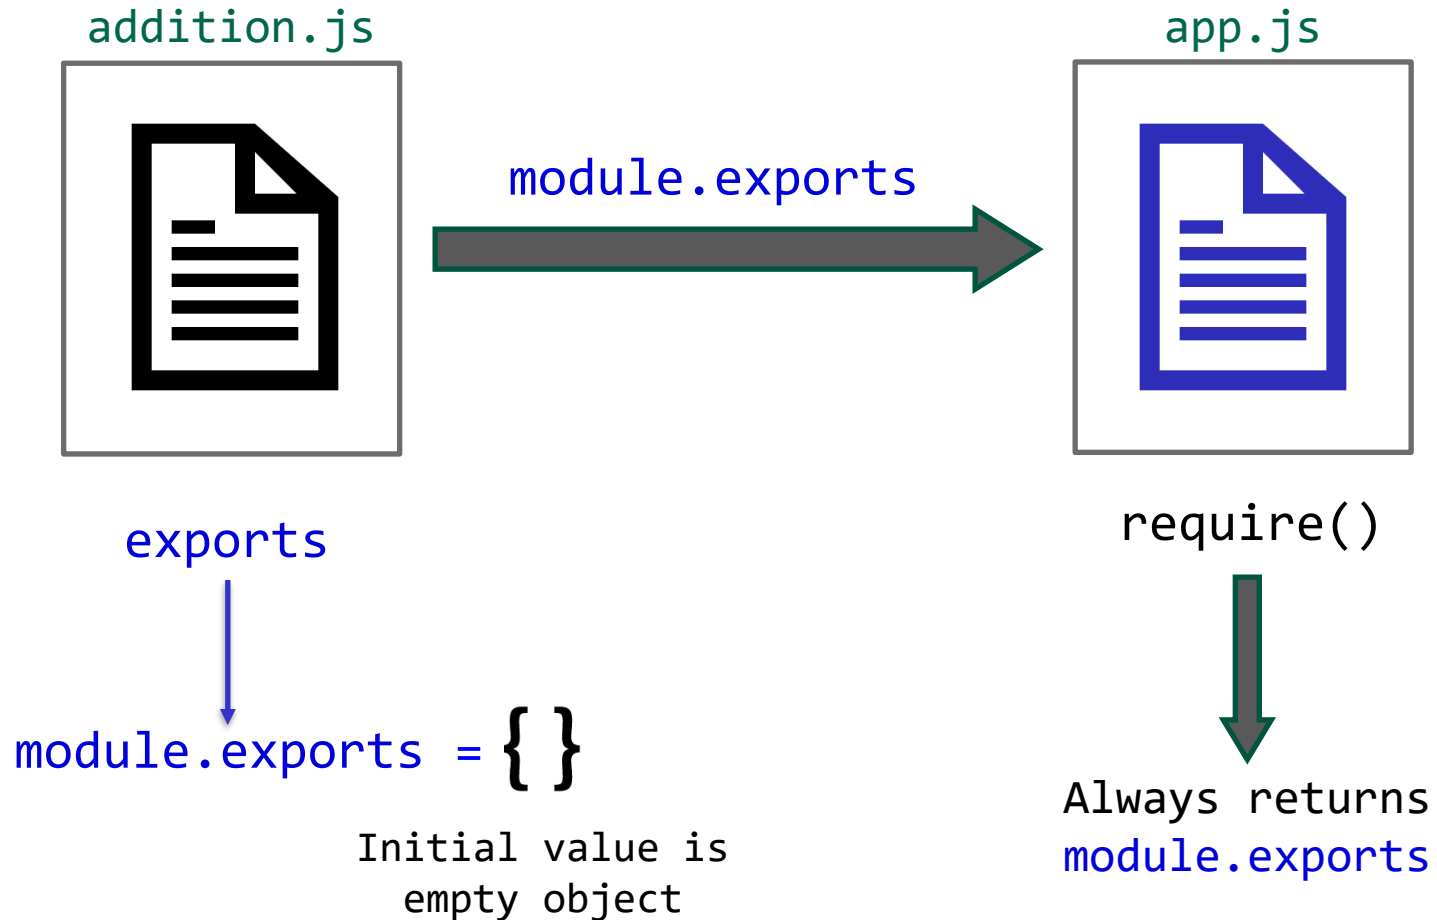 addition.js
app.js
module.exports
exports
require()
module.exports = {}
Initial value is
empty object
Always returns
module.exports